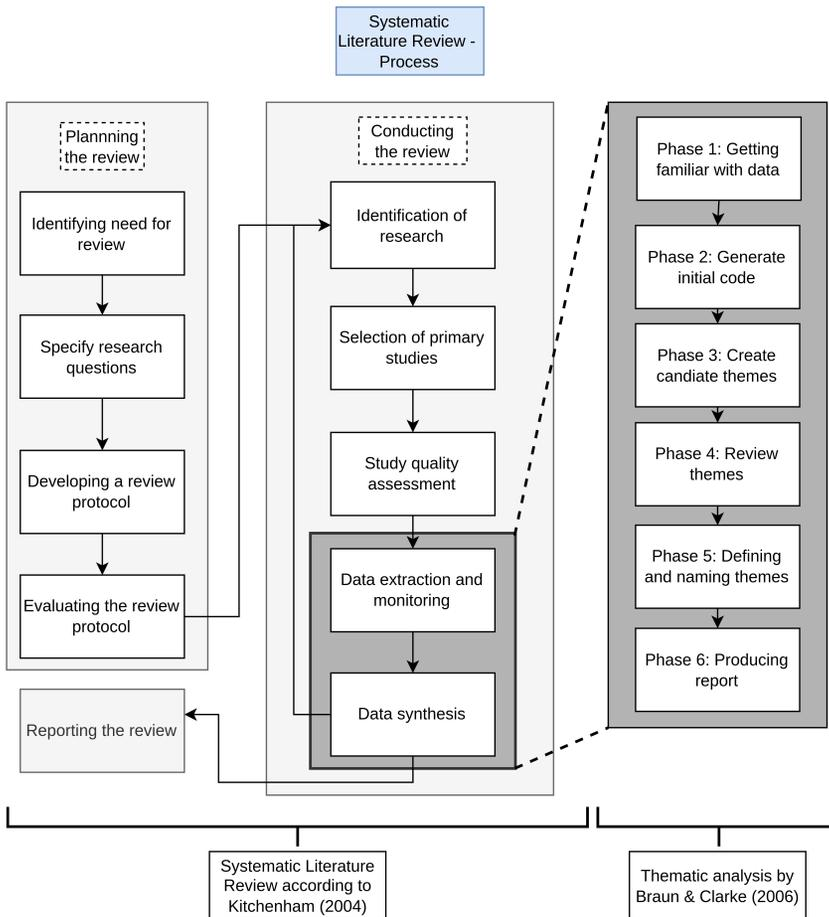 Systematic
Literature Review -
Process
Plannning
the review
Identifying need for
review
Specify research
questions
Developing a review
protocol
Evaluating the review
protocol
Reporting the review
Conducting
the review
Identification of
research
Selection of primary
studies
Study quality
assessment
Data extraction and
monitoring
Data synthesis
Phase 1: Getting
familiar with data
Phase 2: Generate
initial code
Phase 3: Create
candiate themes
Phase 4: Review
themes
Phase 5: Defining
and naming themes
Phase 6: Producing
report
Systematic Literature
Review according to
Kitchenham (2004)
Thematic analysis by
Braun & Clarke (2006)